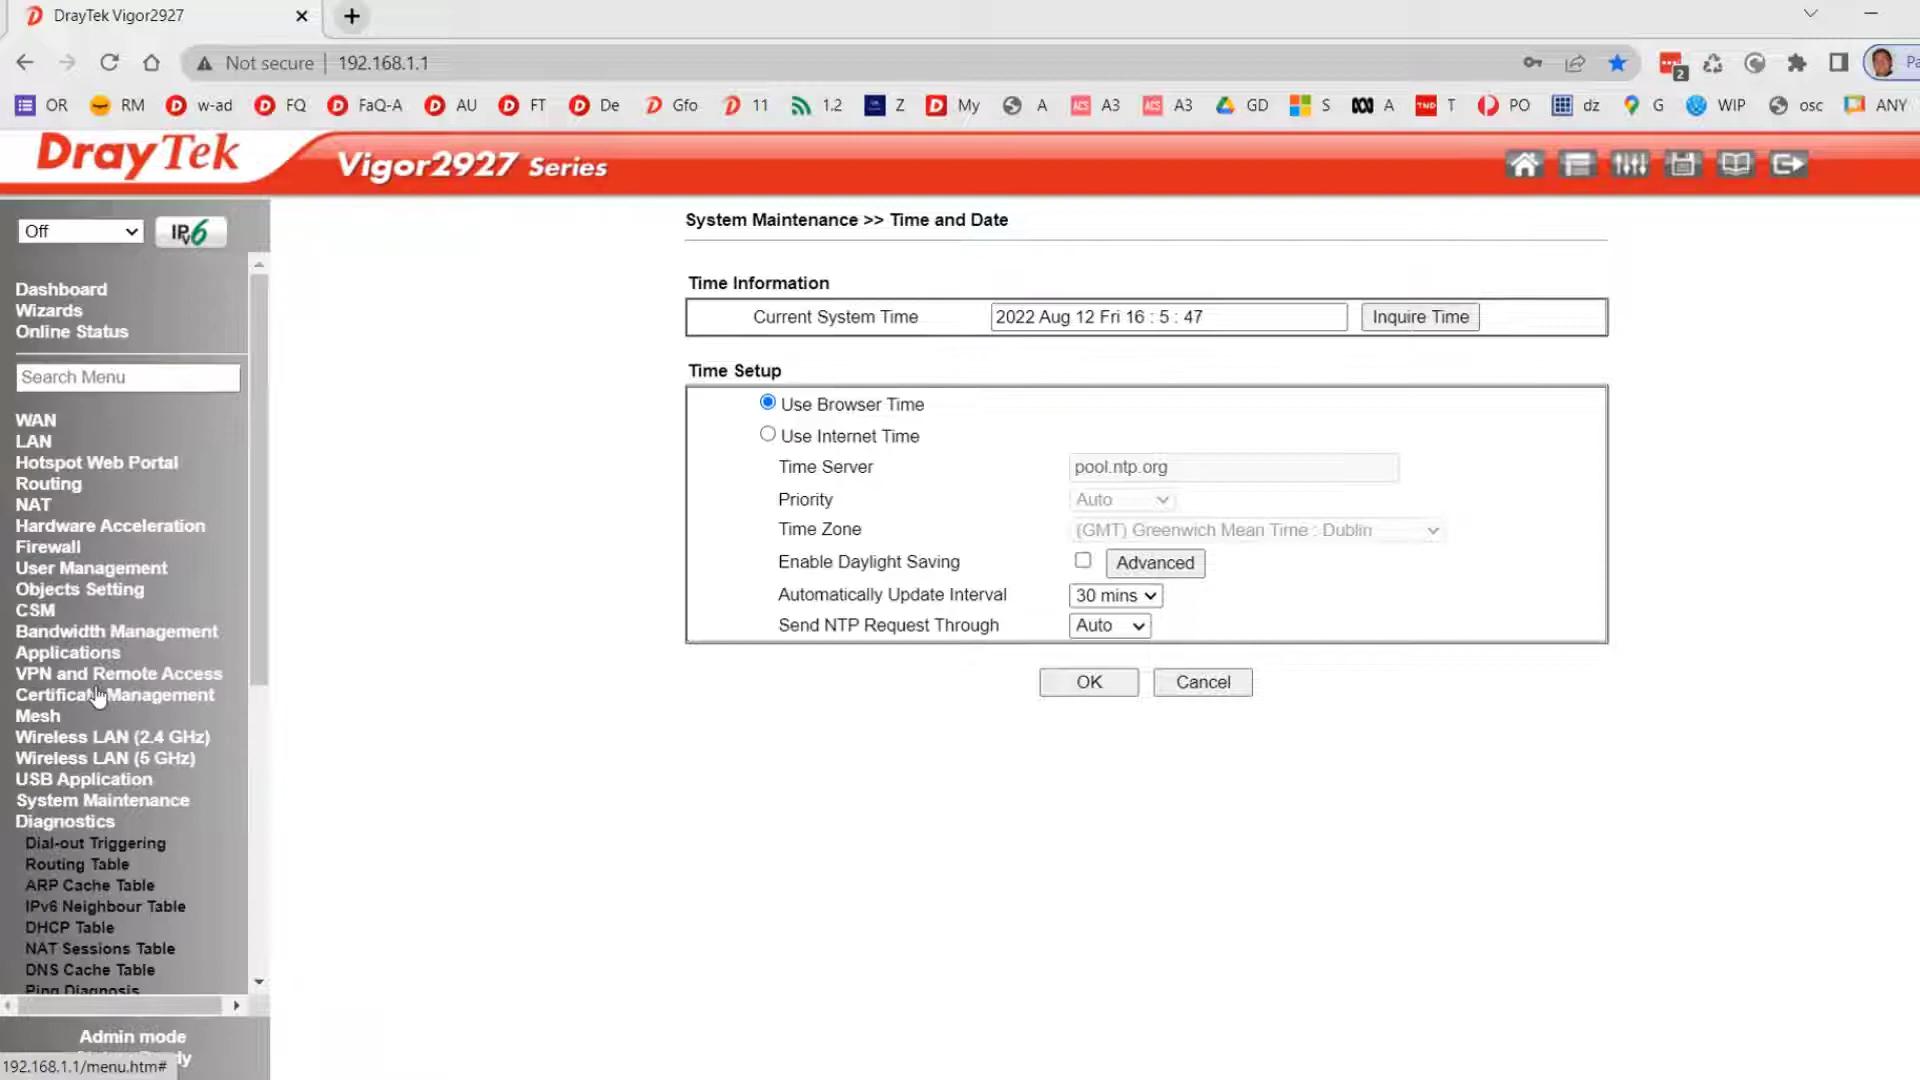 DrayTek Vigor2927
Not secure
192.168.1.1
2
Pa
OR
RM
w-ad
FQ
FaQ-A
AU
FT
De
Gfo
11
1.2
Z
My
A
A3
A3
GD
S
A
T
PO
dz
G
WIP
osc
ANY
DrayTek
Vigor2927 Series
Off
IPv6
System Maintenance >> Time and Date
Dashboard
Wizards
Online Status
Search Menu
WAN
LAN
Hotspot Web Portal
Routing
NAT
Hardware Acceleration
Firewall
User Management
Objects Setting
CSM
Bandwidth Management
Applications
VPN and Remote Access
Certificate Management
Mesh
Wireless LAN (2.4 GHz)
Wireless LAN (5 GHz)
USB Application
System Maintenance
Diagnostics
Dial-out Triggering
Routing Table
ARP Cache Table
IPv6 Neighbour Table
DHCP Table
NAT Sessions Table
DNS Cache Table
Ping Diagnosis
Admin mode
192.168.1.1/menu.htm#
Time Information
Current System Time
2022 Aug 12 Fri 16 : 5 : 47
Inquire Time
Time Setup
Use Browser Time
Use Internet Time
Time Server
pool.ntp.org
Priority
Auto
Time Zone
(GMT) Greenwich Mean Time : Dublin
Enable Daylight Saving
Advanced
Automatically Update Interval
30 mins
Send NTP Request Through
Auto
OK
Cancel